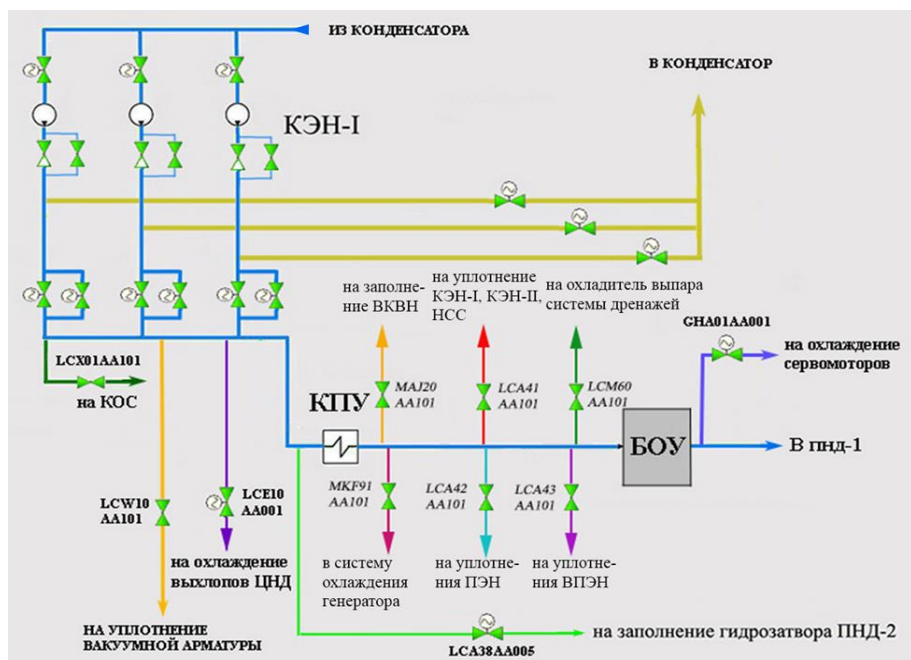 ИЗ КОНДЕНСАТОРА
В КОНДЕНСАТОР
КЭН-I
на заполне-
ние ВКВН
на уплотнение
КЭН-I, КЭН-II,
НСС
на охладитель выпара
системы дренажей
GHA01AA001
на охлаждение
сервомоторов
LCX01AA101
на КОС
КПУ
MAJ20
AA101
LCA41
AA101
LCM60
AA101
БОУ
В ПНД-1
LCW10
AA101
LCE10
AA001
MKF91
AA101
LCA42
AA101
LCA43
AA101
на охлаждение
выхлопов ЦНД
в систему
охлаждения
генератора
на уплотне-
ния ПЭН
на уплотне-
ния ВПЭН
НА УПЛОТНЕНИЕ
ВАКУУМНОЙ АРМАТУРЫ
на заполнение гидрозатвора ПНД-2
LCA38AA005